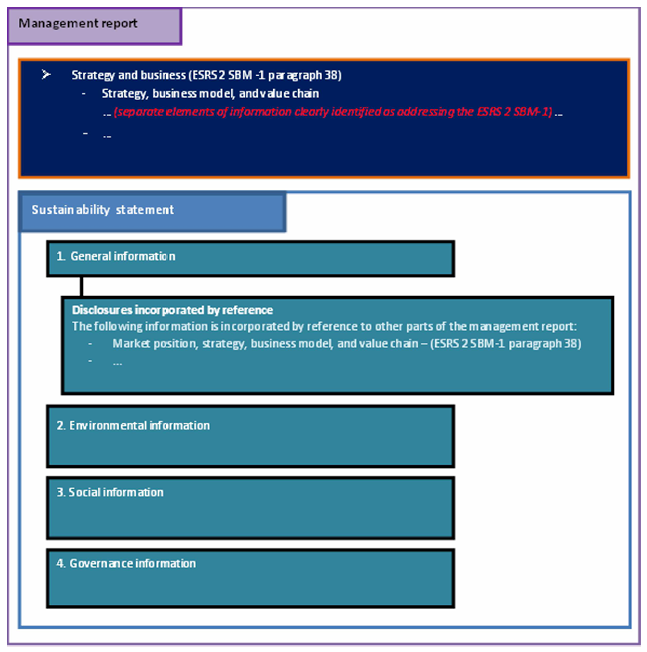 Management report
➢ Strategy and business (ESRS 2 SBM -1 paragraph 38)
- Strategy, business model, and value chain
... (separate elements of information clearly identified as addressing the ESRS 2 SBM-1) ...
- ...
Sustainability statement
1. General information
Disclosures incorporated by reference
The following information is incorporated by reference to other parts of the management report:
- Market position, strategy, business model, and value chain – (ESRS 2 SBM-1 paragraph 38)
- ...
2. Environmental information
3. Social information
4. Governance information